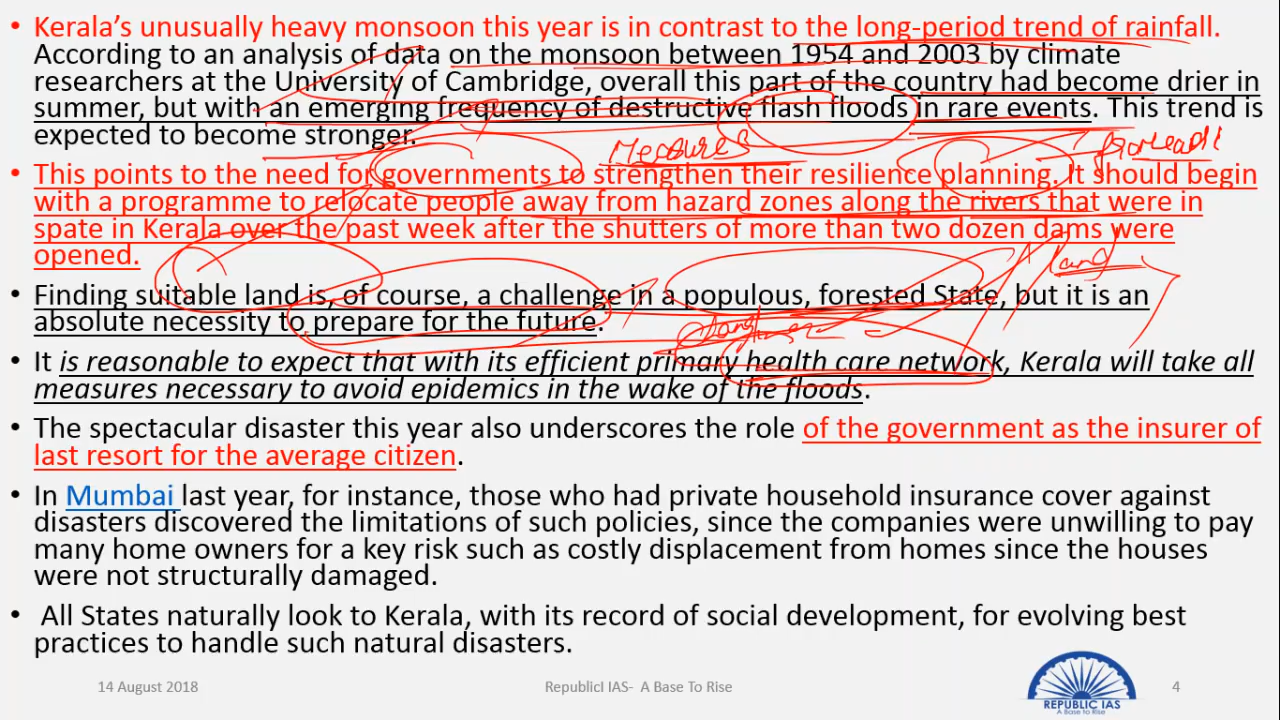 • Kerala’s unusually heavy monsoon this year is in contrast to the long-period trend of rainfall.
According to an analysis of data on the monsoon between 1954 and 2003 by climate
researchers at the University of Cambridge, overall this part of the country had become drier in
summer, but with an emerging frequency of destructive flash floods in rare events. This trend is
expected to become stronger.
Measures
• This points to the need for governments to strengthen their resilience planning. It should begin
with a programme to relocate people away from hazard zones along the rivers that were in
spate in Kerala over the past week after the shutters of more than two dozen dams were
opened.
land
• Finding suitable land is, of course, a challenge in a populous, forested State, but it is an
absolute necessity to prepare for the future.
• It is reasonable to expect that with its efficient primary health care network, Kerala will take all
measures necessary to avoid epidemics in the wake of the floods.
• The spectacular disaster this year also underscores the role of the government as the insurer of
last resort for the average citizen.
• In Mumbai last year, for instance, those who had private household insurance cover against
disasters discovered the limitations of such policies, since the companies were unwilling to pay
many home owners for a key risk such as costly displacement from homes since the houses
were not structurally damaged.
• All States naturally look to Kerala, with its record of social development, for evolving best
practices to handle such natural disasters.
14 August 2018
RepublicI IAS- A Base To Rise
REPUBLIC IAS
A Base to Rise
4